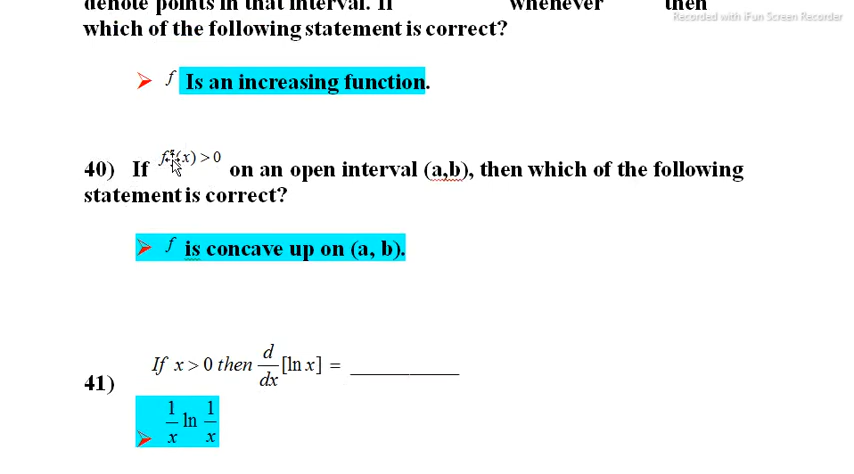 denote points in that interval. If whenever then
Recorded with iFun Screen Recorder
which of the following statement is correct?
➢ f Is an increasing function.
40) If f''(x) > 0 on an open interval (a,b), then which of the following
statement is correct?
➢ f is concave up on (a, b).
41) If x > 0 then d/dx [ln x] = __________
➢ 1/x ln 1/x